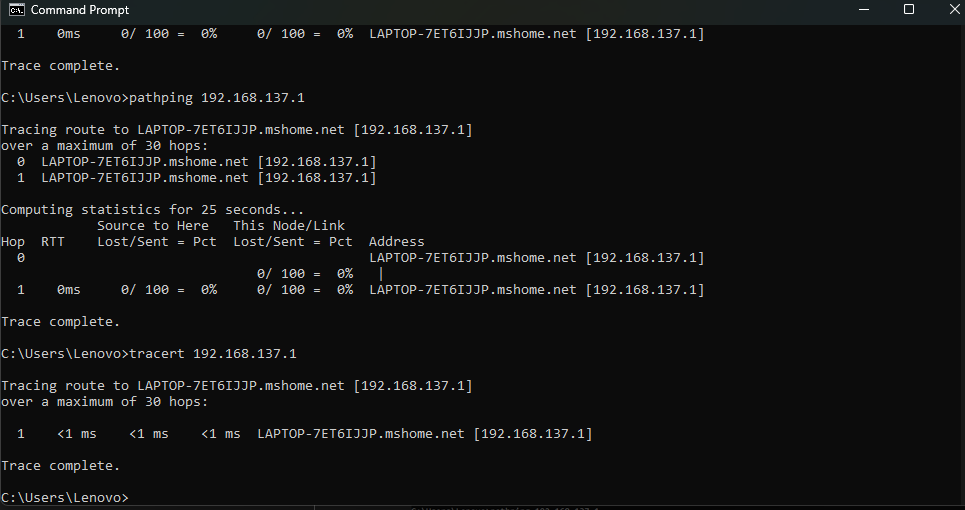 Command Prompt
1 0ms 0/ 100 = 0% 0/ 100 = 0% LAPTOP-7ET6IJJP.mshome.net [192.168.137.1]
Trace complete.
C:\Users\Lenovo>pathping 192.168.137.1
Tracing route to LAPTOP-7ET6IJJP.mshome.net [192.168.137.1]
over a maximum of 30 hops:
0 LAPTOP-7ET6IJJP.mshome.net [192.168.137.1]
1 LAPTOP-7ET6IJJP.mshome.net [192.168.137.1]
Computing statistics for 25 seconds...
Source to Here This Node/Link
Hop RTT Lost/Sent = Pct Lost/Sent = Pct Address
0 LAPTOP-7ET6IJJP.mshome.net [192.168.137.1]
0/ 100 = 0% |
1 0ms 0/ 100 = 0% 0/ 100 = 0% LAPTOP-7ET6IJJP.mshome.net [192.168.137.1]
Trace complete.
C:\Users\Lenovo>tracert 192.168.137.1
Tracing route to LAPTOP-7ET6IJJP.mshome.net [192.168.137.1]
over a maximum of 30 hops:
1 <1 ms <1 ms <1 ms LAPTOP-7ET6IJJP.mshome.net [192.168.137.1]
Trace complete.
C:\Users\Lenovo>